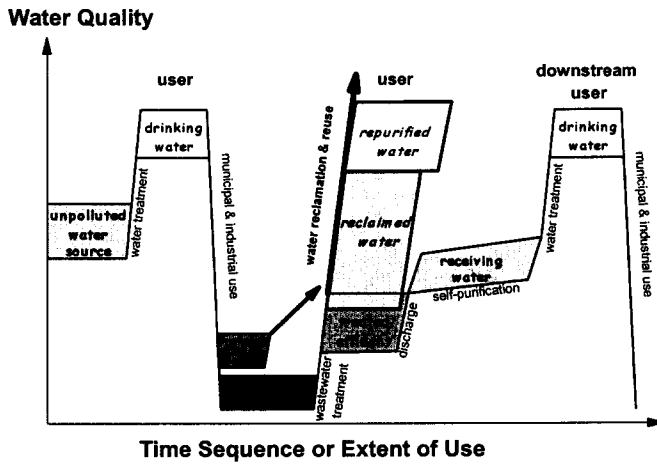 Water Quality
user
user
downstream
user
drinking
water
repurified
water
drinking
water
unpolluted
water
source
water treatment
municipal & industrial use
water reclamation & reuse
reclaimed
water
receiving
water
self-purification
discharge
water treatment
municipal & industrial use
wastewater
treatment
Time Sequence or Extent of Use